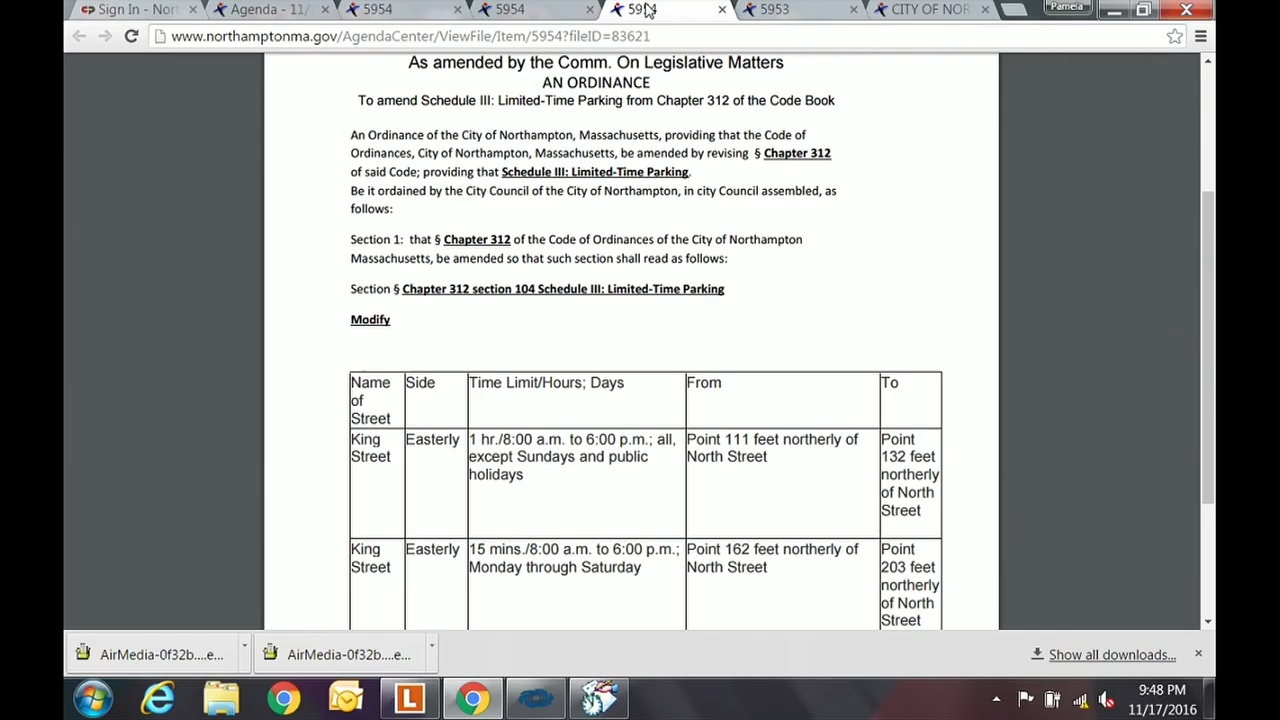 Sign In - Nort
Agenda - 11/
5954
5954
5953
CITY OF NOR
Pamela
www.northamptonma.gov/AgendaCenter/ViewFile/Item/5954?fileID=83621
As amended by the Comm. On Legislative Matters
AN ORDINANCE
To amend Schedule III: Limited-Time Parking from Chapter 312 of the Code Book
An Ordinance of the City of Northampton, Massachusetts, providing that the Code of
Ordinances, City of Northampton, Massachusetts, be amended by revising § Chapter 312
of said Code; providing that Schedule III: Limited-Time Parking.
Be it ordained by the City Council of the City of Northampton, in city Council assembled, as
follows:
Section 1: that § Chapter 312 of the Code of Ordinances of the City of Northampton
Massachusetts, be amended so that such section shall read as follows:
Section § Chapter 312 section 104 Schedule III: Limited-Time Parking
Modify
Name
of
Street
Side
Time Limit/Hours; Days
From
To
King
Street
Easterly
1 hr./8:00 a.m. to 6:00 p.m.; all,
except Sundays and public
holidays
Point 111 feet northerly of
North Street
Point
132 feet
northerly
of North
Street
King
Street
Easterly
15 mins./8:00 a.m. to 6:00 p.m.;
Monday through Saturday
Point 162 feet northerly of
North Street
Point
203 feet
northerly
of North
Street
AirMedia-0f32b....e...
AirMedia-0f32b....e...
Show all downloads...
9:48 PM
11/17/2016